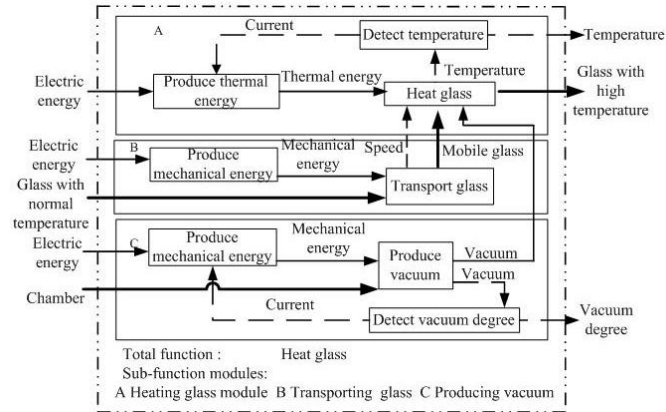 A
Current
Detect temperature
Temperature
Electric
energy
Produce thermal
energy
Thermal energy
Temperature
Heat glass
Glass with
high
temperature
Electric
energy
B
Produce
mechanical energy
Mechanical
energy
Speed
Mobile glass
Glass with
normal
temperature
Transport glass
Electric
energy
C
Produce
mechanical energy
Mechanical
energy
Produce
vacuum
Vacuum
Vacuum
Chamber
Current
Detect vacuum degree
Vacuum
degree
Total function : Heat glass
Sub-function modules:
A Heating glass module B Transporting glass C Producing vacuum